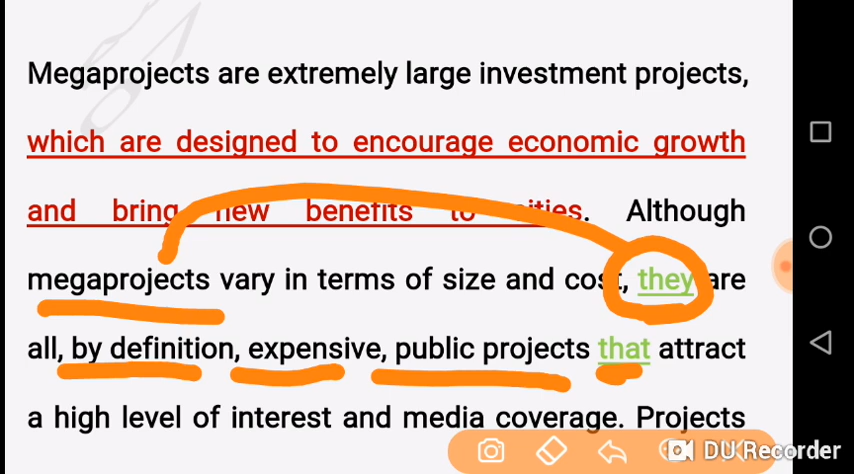 Megaprojects are extremely large investment projects,
which are designed to encourage economic growth
and bring new benefits to cities. Although
megaprojects vary in terms of size and cost, they are
all, by definition, expensive, public projects that attract
a high level of interest and media coverage. Projects
DU Recorder